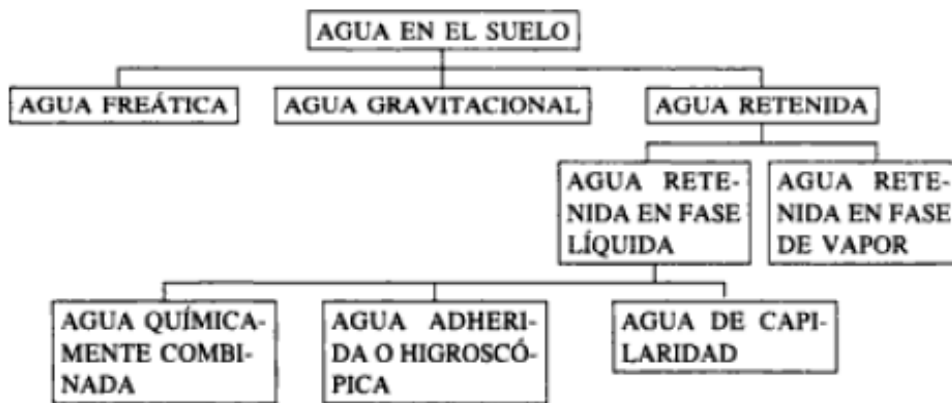 AGUA EN EL SUELO
AGUA FREÁTICA
AGUA GRAVITACIONAL
AGUA RETENIDA
AGUA RETE-
NIDA EN FASE
LÍQUIDA
AGUA RETE-
NIDA EN FASE
DE VAPOR
AGUA QUÍMICA-
MENTE COMBI-
NADA
AGUA ADHERI-
DA O HIGROSCÓ-
PICA
AGUA DE CAPI-
LARIDAD